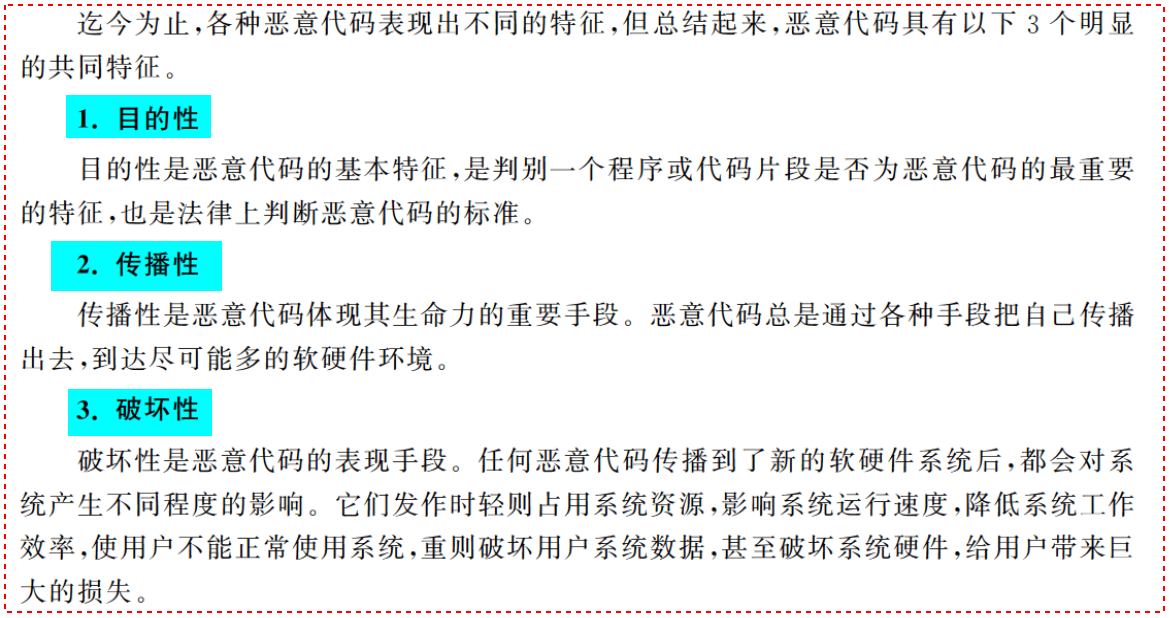 迄今为止,各种恶意代码表现出不同的特征,但总结起来,恶意代码具有以下 3 个明显
的共同特征。
1. 目的性
目的性是恶意代码的基本特征,是判别一个程序或代码片段是否为恶意代码的最重要
的特征,也是法律上判断恶意代码的标准。
2. 传播性
传播性是恶意代码体现其生命力的重要手段。恶意代码总是通过各种手段把自己传播
出去,到达尽可能多的软硬件环境。
3. 破坏性
破坏性是恶意代码的表现手段。任何恶意代码传播到了新的软硬件系统后,都会对系
统产生不同程度的影响。它们发作时轻则占用系统资源,影响系统运行速度,降低系统工作
效率,使用户不能正常使用系统,重则破坏用户系统数据,甚至破坏系统硬件,给用户带来巨
大的损失。